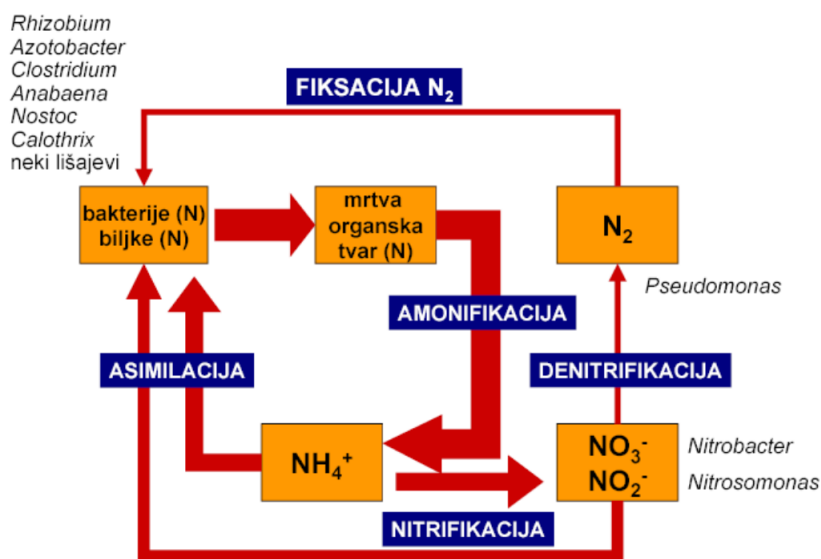 Rhizobium
Azotobacter
Clostridium
Anabaena
Nostoc
Calothrix
neki lišajevi
FIKSACIJA N₂
bakterije (N)
biljke (N)
mrtva
organska
tvar (N)
N₂
Pseudomonas
AMONIFIKACIJA
ASIMILACIJA
DENITRIFIKACIJA
NH₄⁺
NO₃⁻
NO₂⁻
Nitrobacter
Nitrosomonas
NITRIFIKACIJA